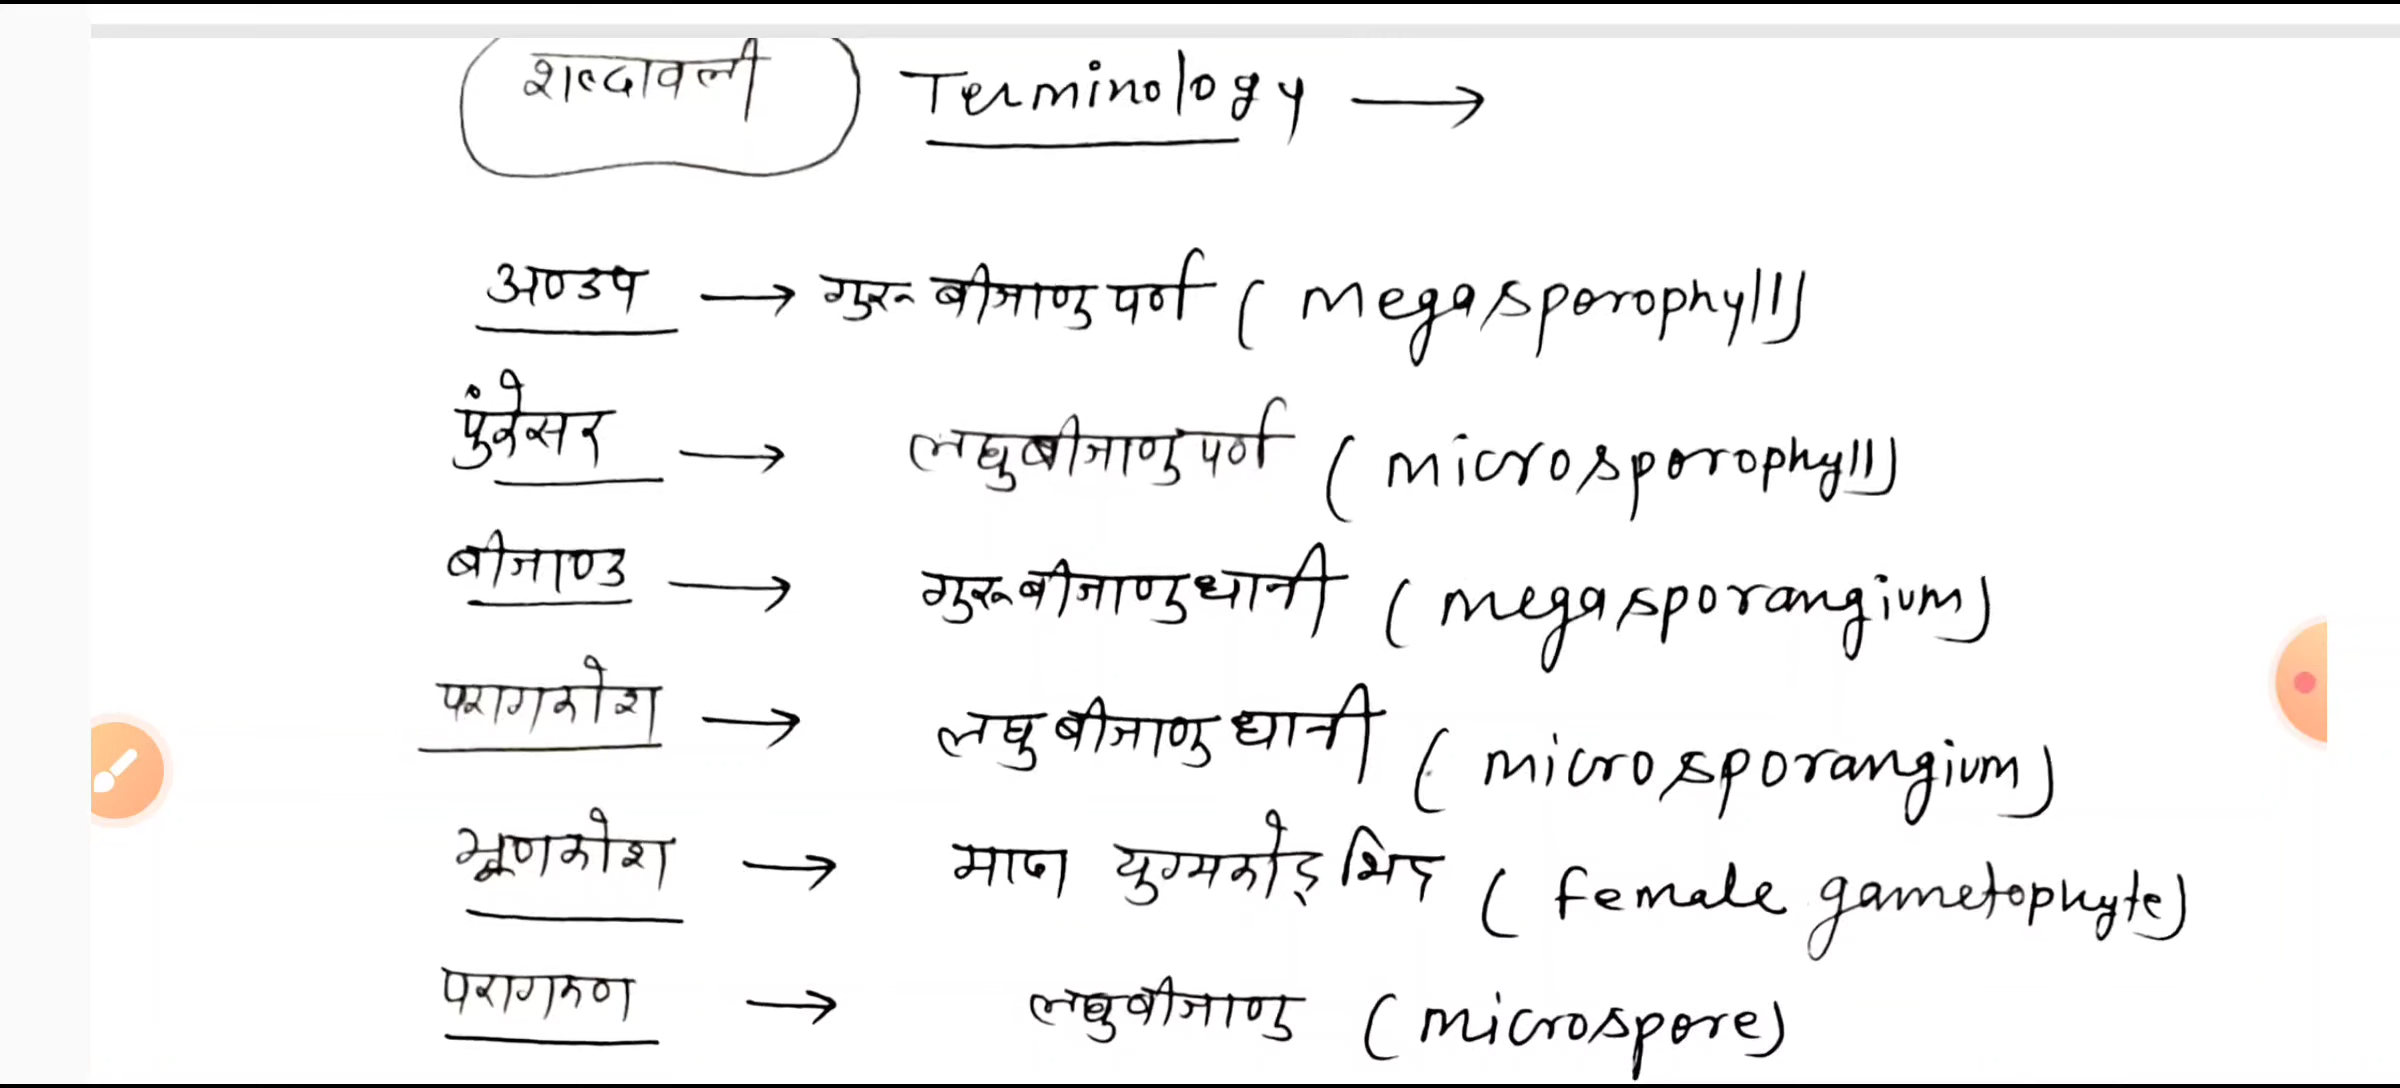 शब्दावली Terminology →
अण्डप → गुरू बीजाणु पर्ण ( megasporophyll)
पुंकेसर → लघुबीजाणु पर्ण ( microsporophyll)
बीजाण्ड → गुरू बीजाणुधानी ( megasporangium)
परागकोश → लघु बीजाणु धानी ( microsporangium)
भ्रूणकोश → मादा युग्मकोद् भिद ( female gametophyte)
परागकण → लघुबीजाणु ( microspore)